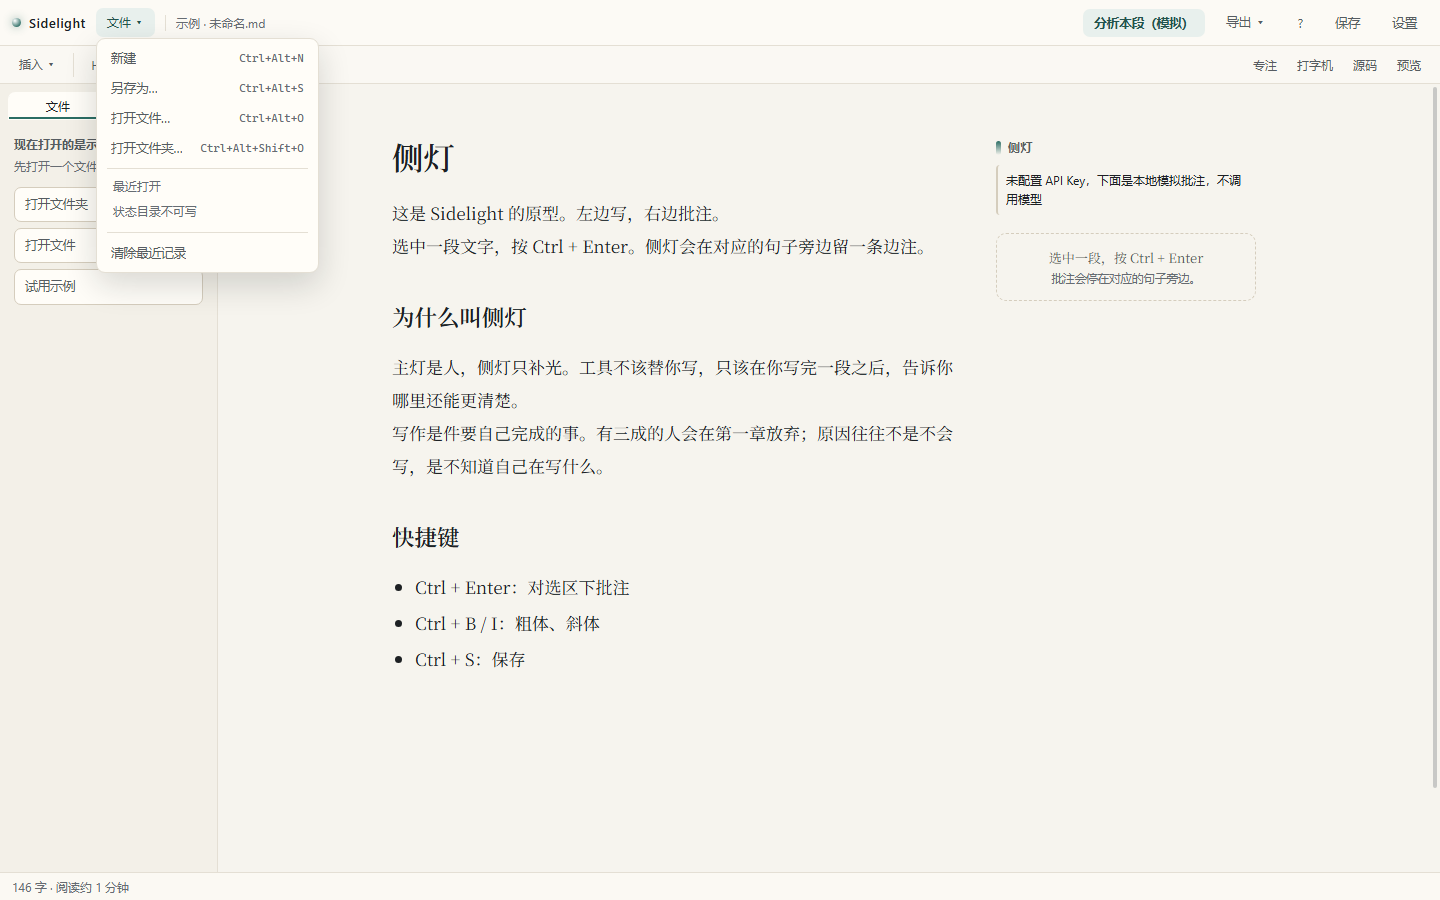 Sidelight 文件 ▾ 示例 · 未命名.md 分析本段（模拟） 导出 ▾ ? 保存 设置
插入 ▾ 专注 打字机 源码 预览
新建 Ctrl+Alt+N
另存为... Ctrl+Alt+S
打开文件... Ctrl+Alt+O
打开文件夹... Ctrl+Alt+Shift+O
最近打开
状态目录不可写
清除最近记录
文件
现在打开的是示
先打开一个文件
打开文件夹
打开文件
试用示例
侧灯
这是 Sidelight 的原型。左边写，右边批注。
选中一段文字，按 Ctrl + Enter。侧灯会在对应的句子旁边留一条边注。
为什么叫侧灯
主灯是人，侧灯只补光。工具不该替你写，只该在你写完一段之后，告诉你
哪里还能更清楚。
写作是件要自己完成的事。有三成的人会在第一章放弃；原因往往不是不会
写，是不知道自己在写什么。
快捷键
• Ctrl + Enter：对选区下批注
• Ctrl + B / I：粗体、斜体
• Ctrl + S：保存
侧灯
未配置 API Key，下面是本地模拟批注，不调
用模型
选中一段，按 Ctrl + Enter
批注会停在对应的句子旁边。
146 字 · 阅读约 1 分钟